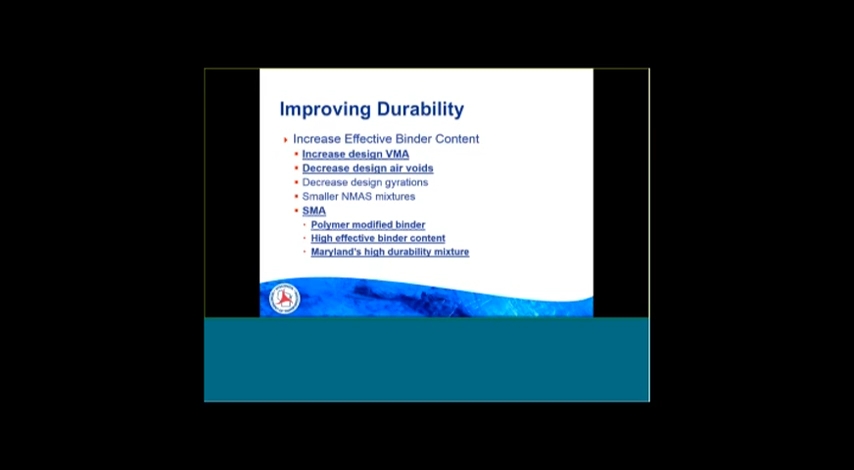 Improving Durability
Increase Effective Binder Content
Increase design VMA
Decrease design air voids
Decrease design gyrations
Smaller NMAS mixtures
SMA
Polymer modified binder
High effective binder content
Maryland's high durability mixture